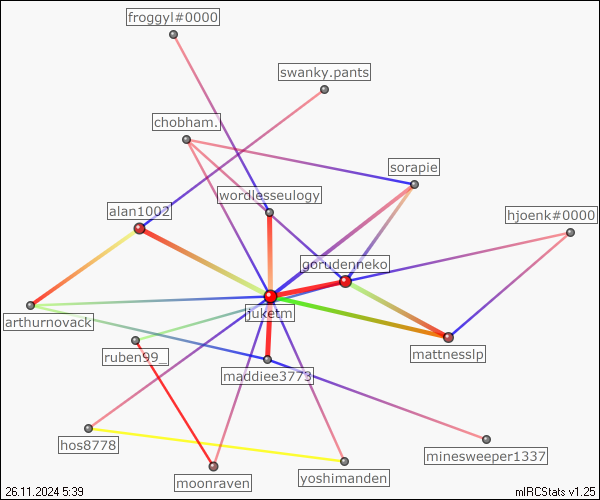 froggyl#0000
swanky.pants
chobham.
sorapie
wordlesseulogy
alan1002
hjoenk#0000
gorudenneko
juketm
arthurnovack
ruben99_
mattnesslp
maddiee3773
hos8778
minesweeper1337
moonraven
yoshimanden
26.11.2024 5:39
mIRCStats v1.25